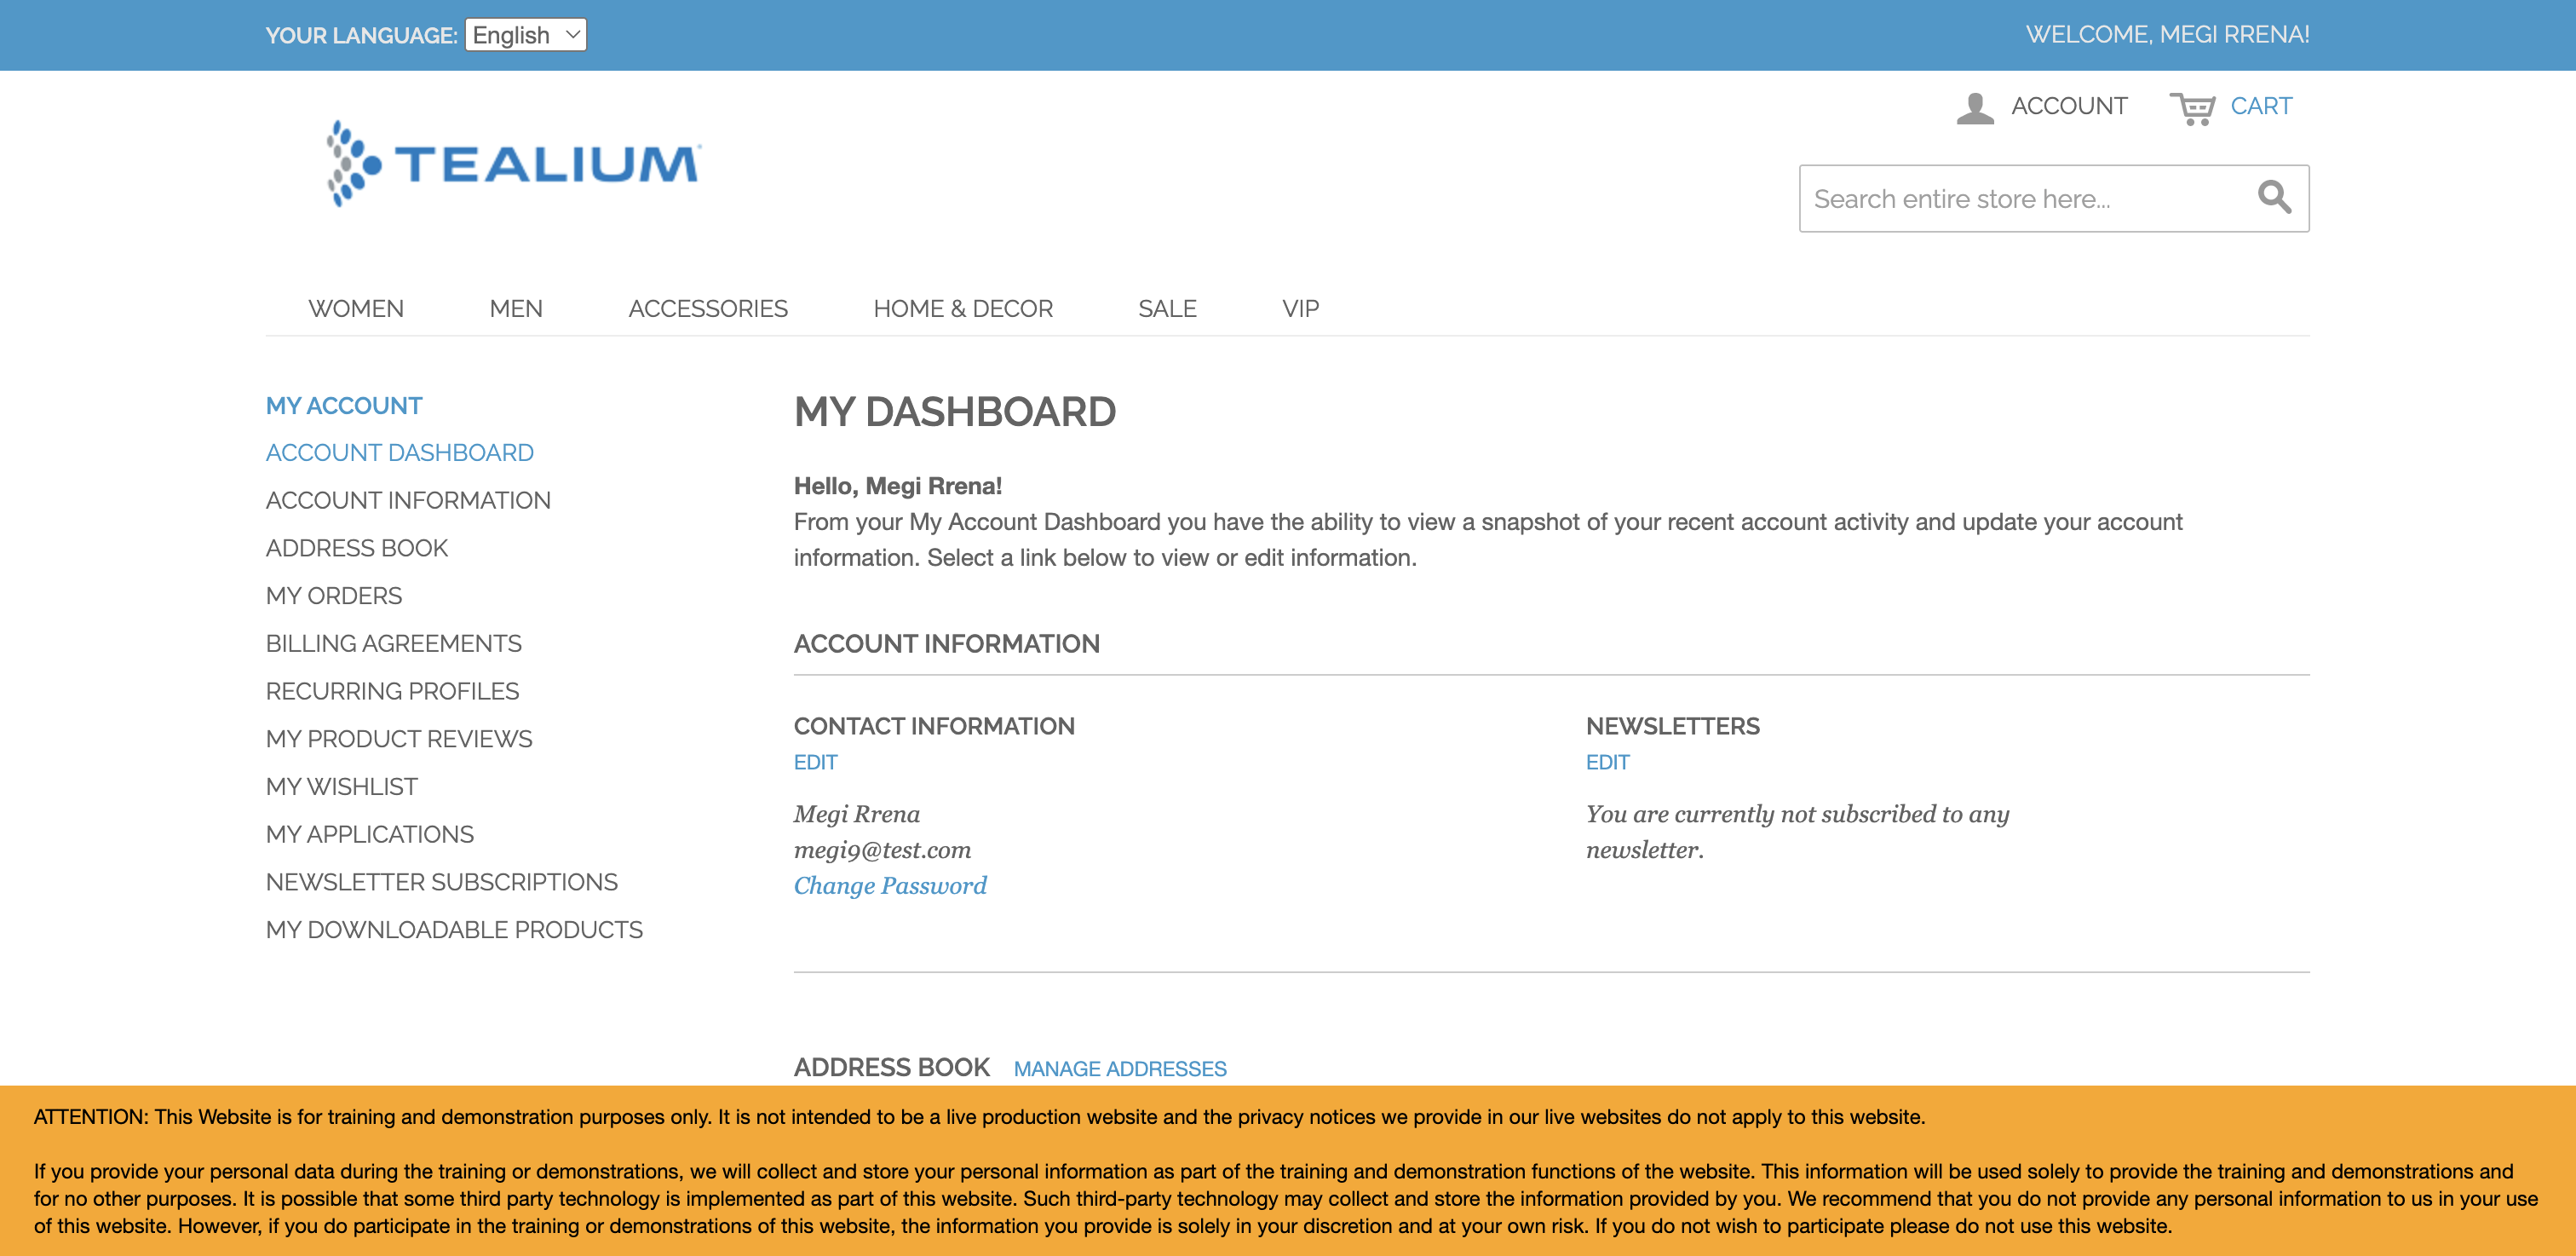 YOUR LANGUAGE: English
WELCOME, MEGI RRENA!
ACCOUNT
CART
TEALIUM
Search entire store here...
WOMEN MEN ACCESSORIES HOME & DECOR SALE VIP
MY ACCOUNT
ACCOUNT DASHBOARD
ACCOUNT INFORMATION
ADDRESS BOOK
MY ORDERS
BILLING AGREEMENTS
RECURRING PROFILES
MY PRODUCT REVIEWS
MY WISHLIST
MY APPLICATIONS
NEWSLETTER SUBSCRIPTIONS
MY DOWNLOADABLE PRODUCTS
MY DASHBOARD
Hello, Megi Rrena!
From your My Account Dashboard you have the ability to view a snapshot of your recent account activity and update your account
information. Select a link below to view or edit information.
ACCOUNT INFORMATION
CONTACT INFORMATION
EDIT
Megi Rrena
megi9@test.com
Change Password
NEWSLETTERS
EDIT
You are currently not subscribed to any
newsletter.
ADDRESS BOOK MANAGE ADDRESSES
ATTENTION: This Website is for training and demonstration purposes only. It is not intended to be a live production website and the privacy notices we provide in our live websites do not apply to this website.
If you provide your personal data during the training or demonstrations, we will collect and store your personal information as part of the training and demonstration functions of the website. This information will be used solely to provide the training and demonstrations and
for no other purposes. It is possible that some third party technology is implemented as part of this website. Such third-party technology may collect and store the information provided by you. We recommend that you do not provide any personal information to us in your use
of this website. However, if you do participate in the training or demonstrations of this website, the information you provide is solely in your discretion and at your own risk. If you do not wish to participate please do not use this website.